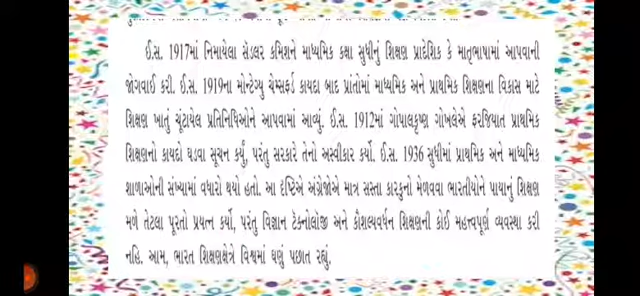 ઈ.સ. 1917માં નિમાયેલા સેડલર કમિશને માધ્યમિક કક્ષા સુધીનું શિક્ષણ પ્રાદેશિક કે માતૃભાષામાં આપવાની
જોગવાઈ કરી. ઈ.સ. 1919ના મોન્ટેગ્યુ ચેમ્સફર્ડ કાયદા બાદ પ્રાંતોમાં માધ્યમિક અને પ્રાથમિક શિક્ષણના વિકાસ માટે
શિક્ષણ ખાતું ચૂંટાયેલ પ્રતિનિધિઓને આપવામાં આવ્યું. ઈ.સ. 1912માં ગોપાલકૃષ્ણ ગોખલેએ ફરજિયાત પ્રાથમિક
શિક્ષણનો કાયદો ઘડવા સૂચન કર્યું, પરંતુ સરકારે તેનો અસ્વીકાર કર્યો. ઈ.સ. 1936 સુધીમાં પ્રાથમિક અને માધ્યમિક
શાળાઓની સંખ્યામાં વધારો થયો હતો. આ દૃષ્ટિએ અંગ્રેજોએ માત્ર સસ્તા કારકુનો મેળવવા ભારતીયોને પાયાનું શિક્ષણ
મળે તેટલા પૂરતો પ્રયત્ન કર્યો, પરંતુ વિજ્ઞાન ટેકનોલૉજી અને કૌશલ્યવર્ધન શિક્ષણની કોઈ મહત્ત્વપૂર્ણ વ્યવસ્થા કરી
નહિ. આમ, ભારત શિક્ષણક્ષેત્રે વિશ્વમાં ઘણું પછાત રહ્યું.